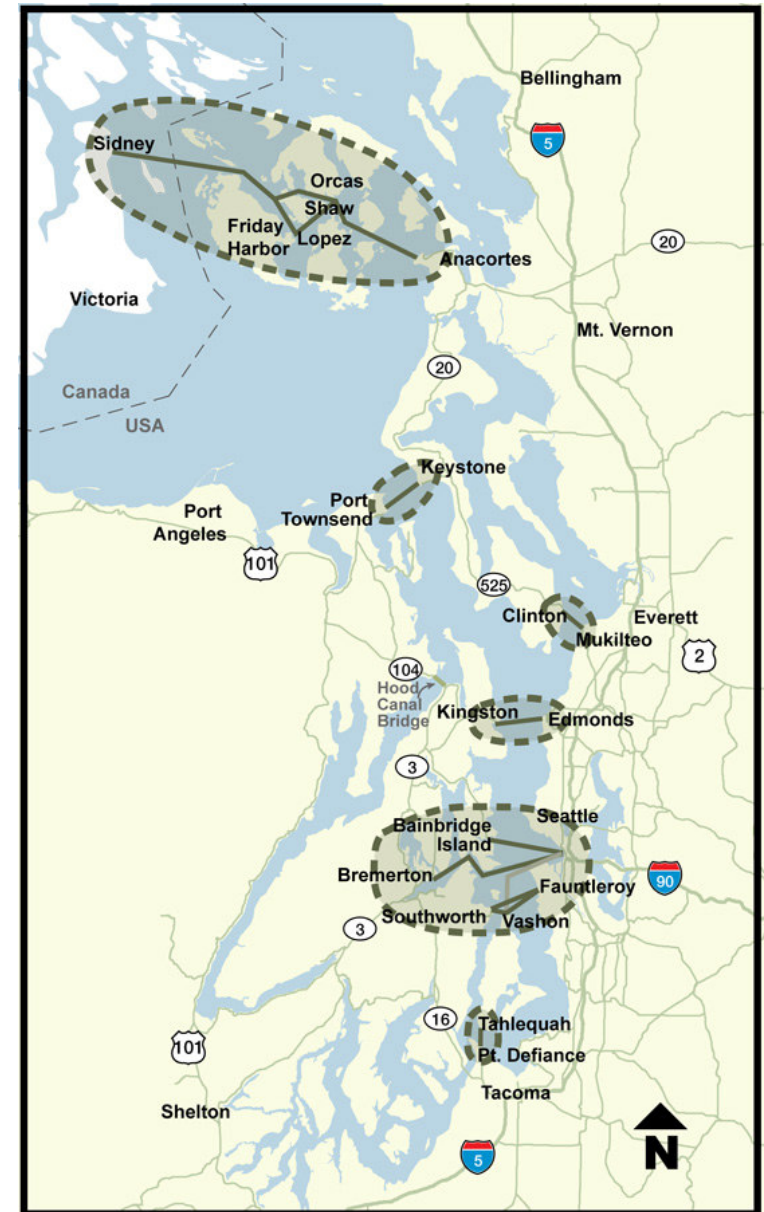 Bellingham
5
Sidney
Orcas
Shaw
Friday
Harbor
Lopez
20
Anacortes
Victoria
Mt. Vernon
20
Canada
USA
Keystone
Port
Townsend
Port
Angeles
101
525
Clinton
Everett
Mukilteo
2
104
Hood
Canal
Bridge
Kingston
Edmonds
3
Seattle
Bainbridge
Island
Bremerton
Fauntleroy
90
Southworth
Vashon
3
16
Tahlequah
101
Pt. Defiance
Tacoma
Shelton
N
5